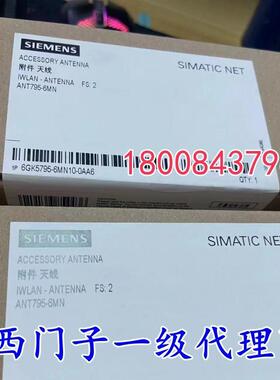 SIEMENS
SIMATIC NET
ACCESSORY ANTENNA
附件 天线
IWLAN - ANTENNA FS: 2
ANT795-6MN
1P 6GK5795-6MN10-0AA6
QTY. 1
180084379
SIEMENS
SIMATIC NET
ACCESSORY ANTENNA
附件 天线
IWLAN - ANTENNA FS: 2
ANT795-6MN
西门子一级代理